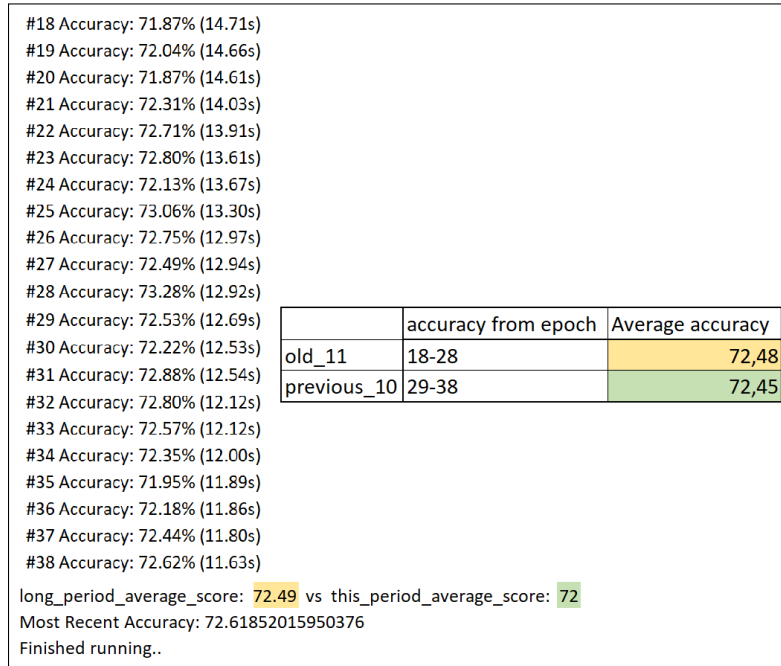 #18 Accuracy: 71.87% (14.71s)
#19 Accuracy: 72.04% (14.66s)
#20 Accuracy: 71.87% (14.61s)
#21 Accuracy: 72.31% (14.03s)
#22 Accuracy: 72.71% (13.91s)
#23 Accuracy: 72.80% (13.61s)
#24 Accuracy: 72.13% (13.67s)
#25 Accuracy: 73.06% (13.30s)
#26 Accuracy: 72.75% (12.97s)
#27 Accuracy: 72.49% (12.94s)
#28 Accuracy: 73.28% (12.92s)
#29 Accuracy: 72.53% (12.69s)
#30 Accuracy: 72.22% (12.53s)
#31 Accuracy: 72.88% (12.54s)
#32 Accuracy: 72.80% (12.12s)
#33 Accuracy: 72.57% (12.12s)
#34 Accuracy: 72.35% (12.00s)
#35 Accuracy: 71.95% (11.89s)
#36 Accuracy: 72.18% (11.86s)
#37 Accuracy: 72.44% (11.80s)
#38 Accuracy: 72.62% (11.63s)
accuracy from epoch Average accuracy
old_11 18-28 72,48
previous_10 29-38 72,45
long_period_average_score: 72.49 vs this_period_average_score: 72
Most Recent Accuracy: 72.61852015950376
Finished running..